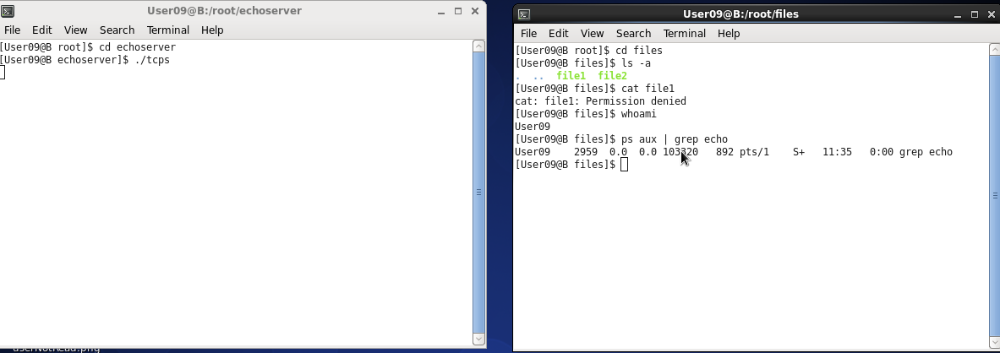 User09@B:/root/echoserver
File Edit View Search Terminal Help
[User09@B root]$ cd echoserver
[User09@B echoserver]$ ./tcps
User09@B:/root/files
File Edit View Search Terminal Help
[User09@B root]$ cd files
[User09@B files]$ ls -a
. .. file1 file2
[User09@B files]$ cat file1
cat: file1: Permission denied
[User09@B files]$ whoami
User09
[User09@B files]$ ps aux | grep echo
User09 2959 0.0 0.0 103320 892 pts/1 S+ 11:35 0:00 grep echo
[User09@B files]$